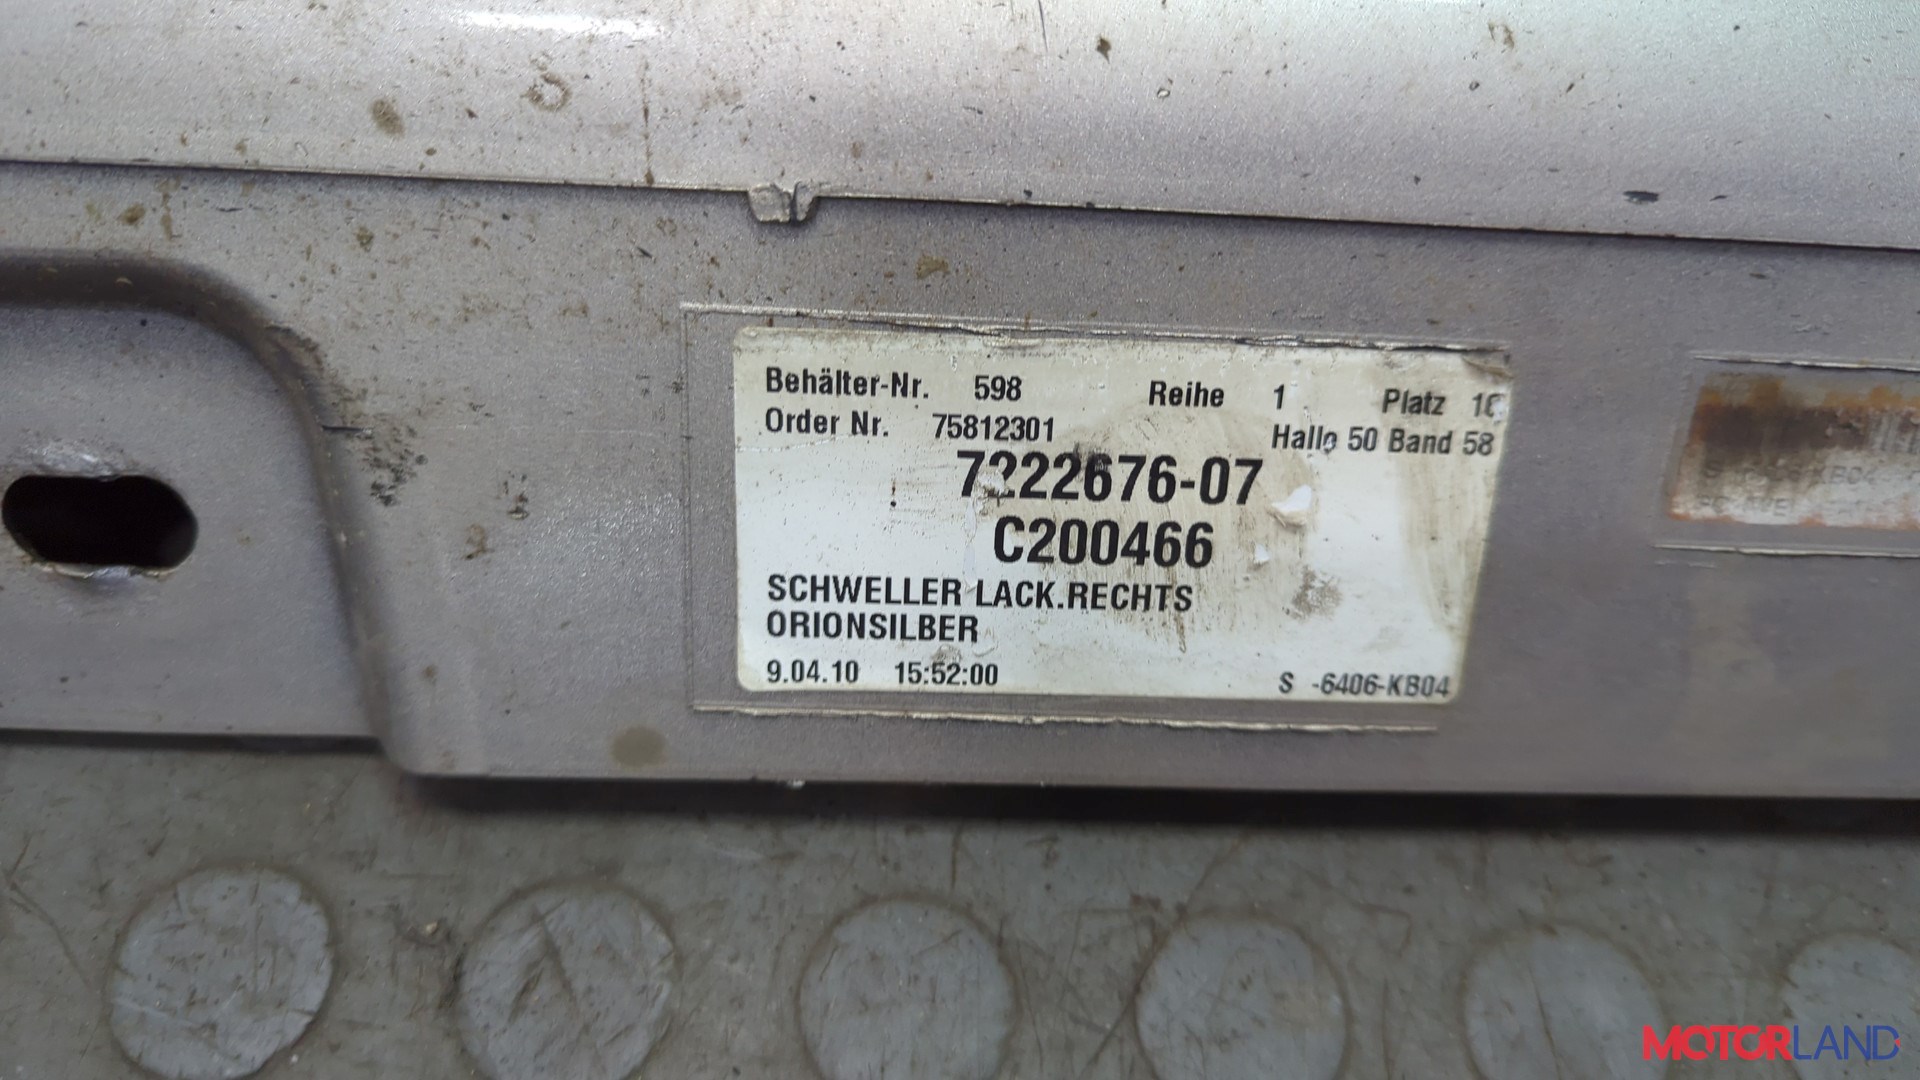 Behälter-Nr. 598 Reihe 1 Platz 10
Order Nr. 75812301 Halle 50 Band 58
7222676-07
C200466
SCHWELLER LACK.RECHTS
ORIONSILBER
9.04.10 15:52:00 S -6406-KB04
MOTORLAND